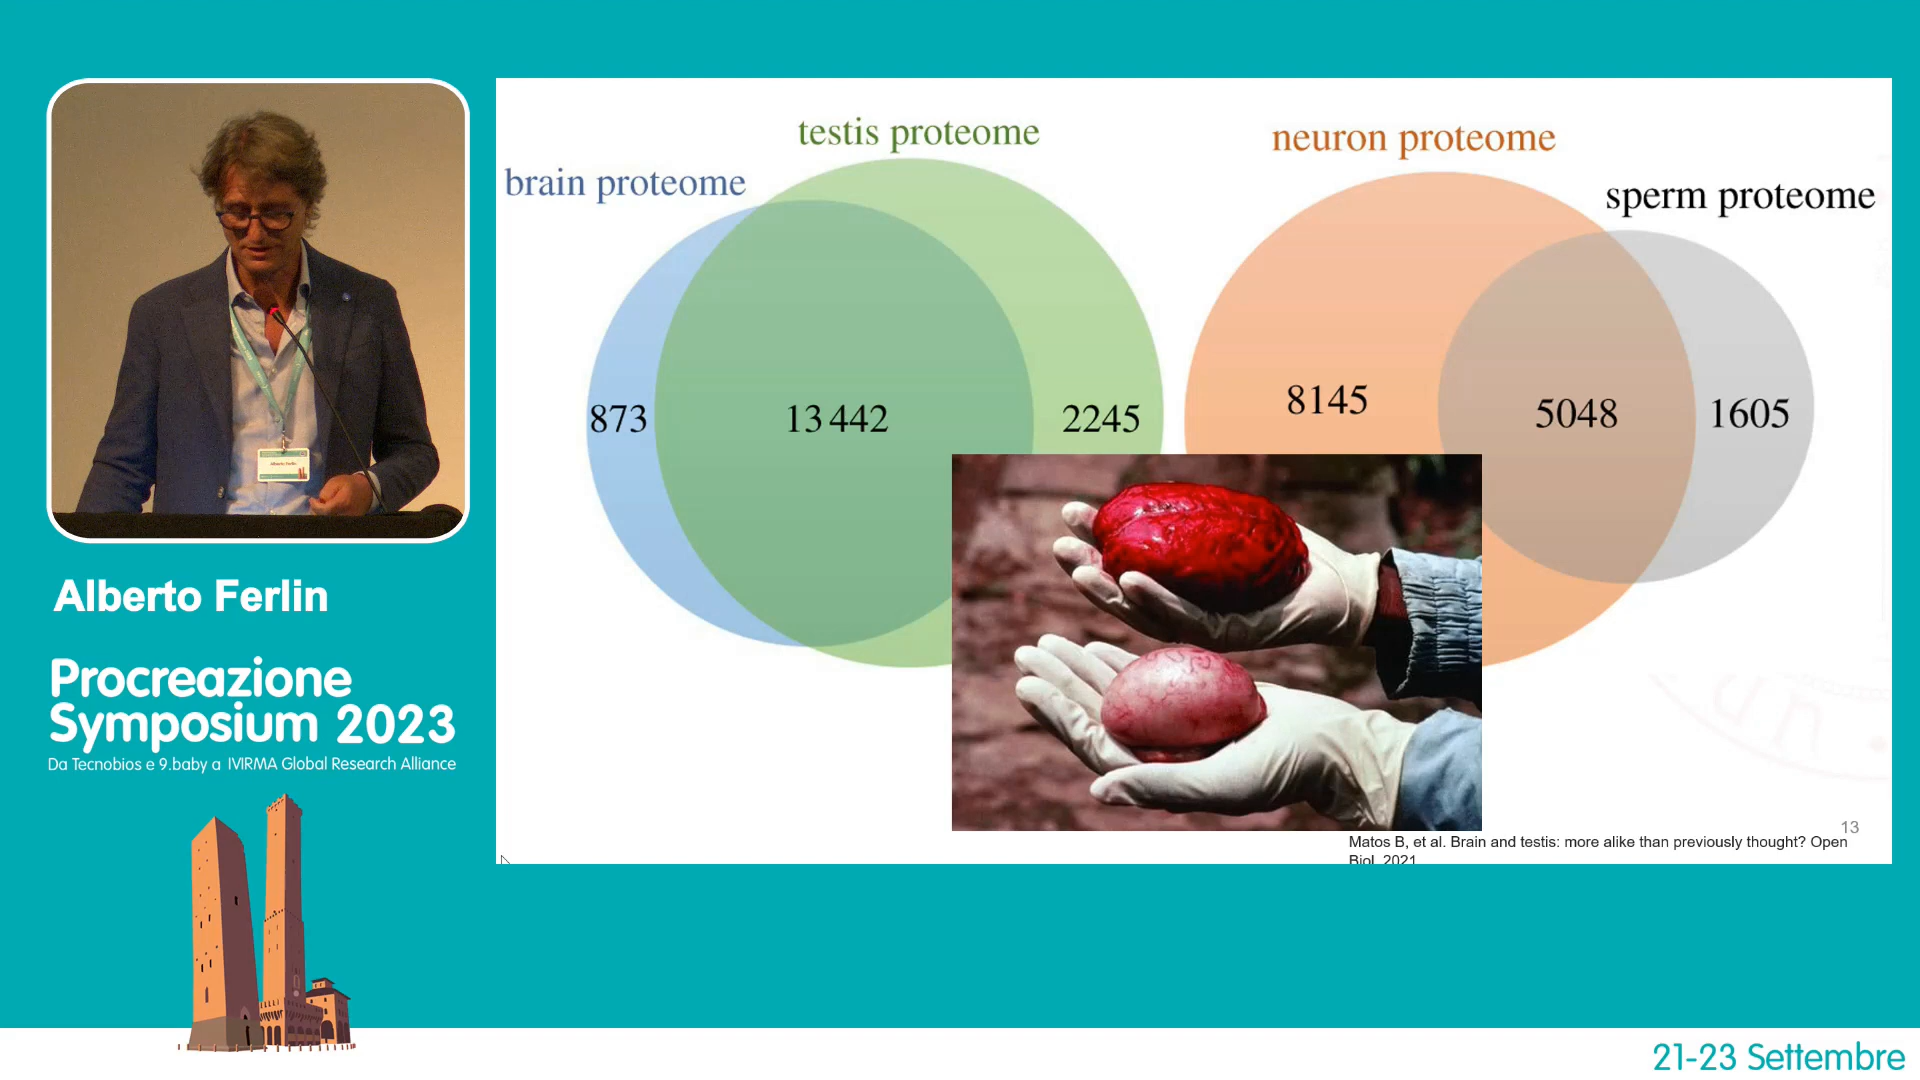 brain proteome
testis proteome
neuron proteome
sperm proteome
873
13 442
2245
8145
5048
1605
13
Matos B, et al. Brain and testis: more alike than previously thought? Open
Biol. 2021
Alberto Ferlin
Alberto Ferlin
Procreazione
Symposium 2023
Da Tecnobios e 9.baby a IVIRMA Global Research Alliance
21-23 Settembre